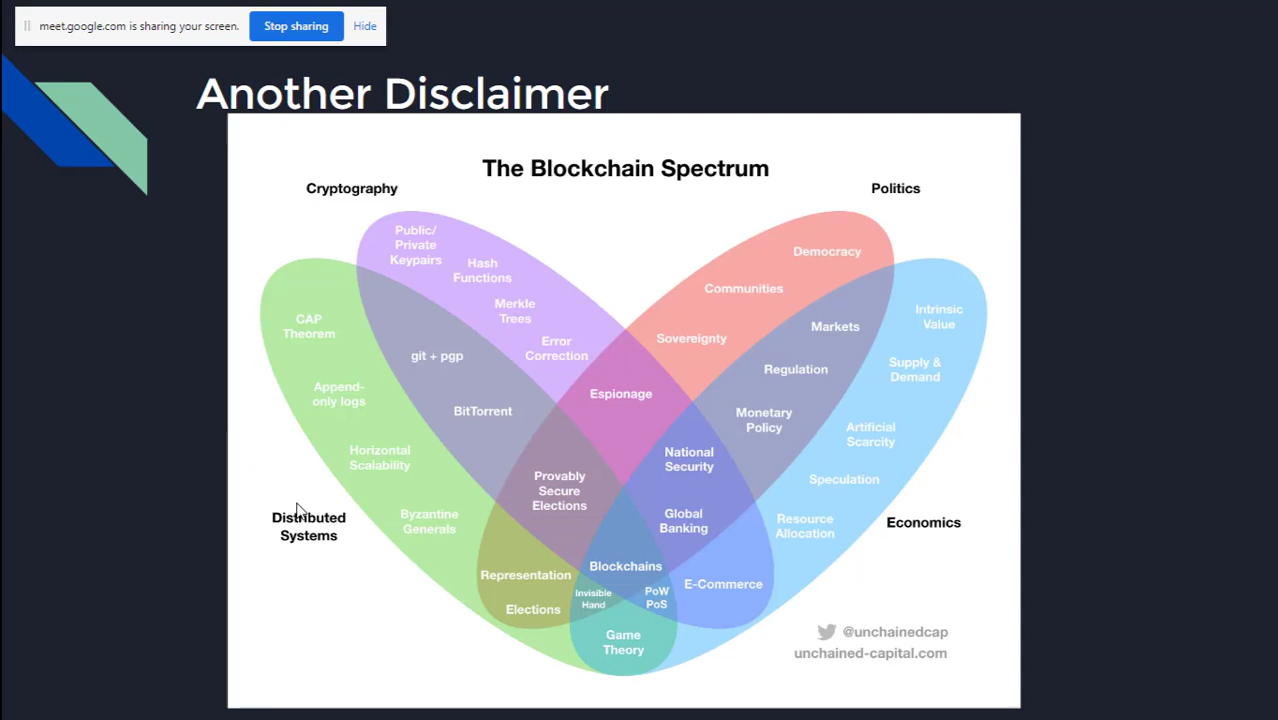 meet.google.com is sharing your screen.
Stop sharing
Hide
Another Disclaimer
The Blockchain Spectrum
Cryptography
Politics
Public/
Private
Keypairs
Hash
Functions
Merkle
Trees
Error
Correction
Democracy
Communities
Sovereignty
Markets
Regulation
Monetary
Policy
Intrinsic
Value
Supply &
Demand
Artificial
Scarcity
Speculation
Resource
Allocation
CAP
Theorem
Append-
only logs
Horizontal
Scalability
Byzantine
Generals
git + pgp
BitTorrent
Espionage
National
Security
Global
Banking
Provably
Secure
Elections
Distributed
Systems
Economics
Representation
Elections
Blockchains
Invisible
Hand
PoW
PoS
E-Commerce
Game
Theory
@unchainedcap
unchained-capital.com